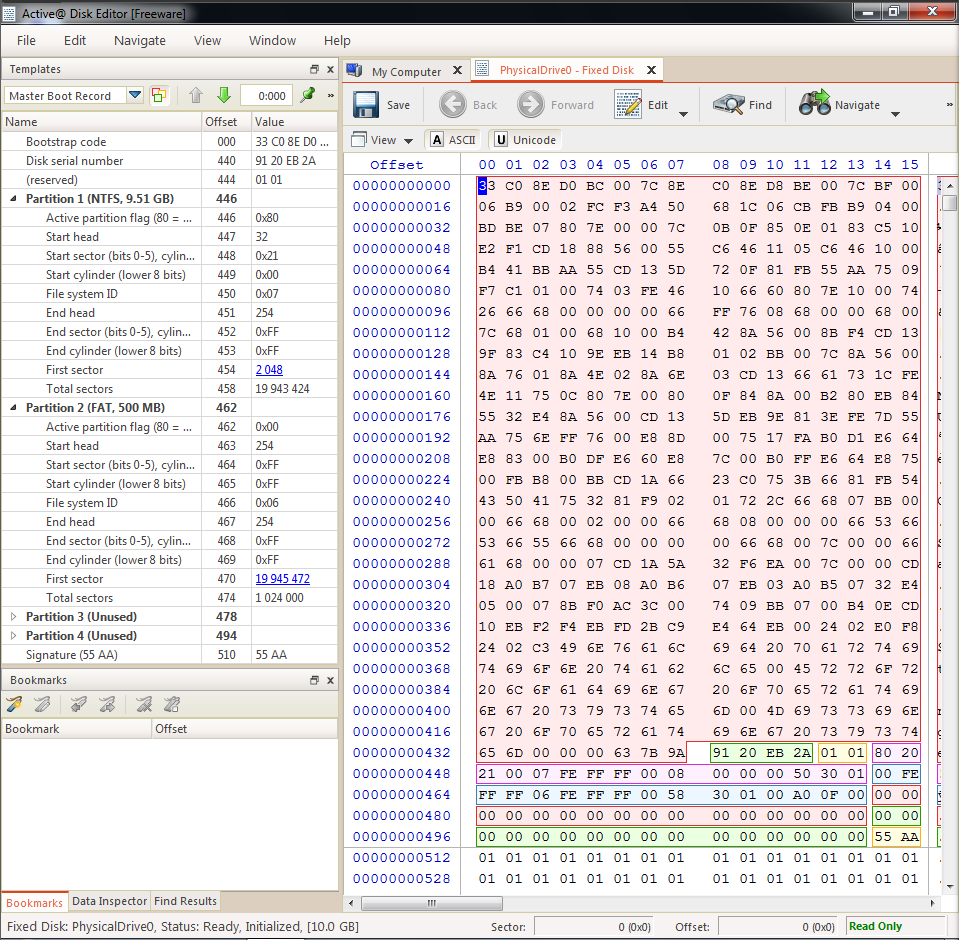 Active@ Disk Editor [Freeware]
File Edit Navigate View Window Help
Templates
Master Boot Record 0:000 »
Name Offset Value
Bootstrap code 000 33 C0 8E D0 ...
Disk serial number 440 91 20 EB 2A
(reserved) 444 01 01
Partition 1 (NTFS, 9.51 GB) 446
Active partition flag (80 = ... 446 0x80
Start head 447 32
Start sector (bits 0-5), cylin... 448 0x21
Start cylinder (lower 8 bits) 449 0x00
File system ID 450 0x07
End head 451 254
End sector (bits 0-5), cylin... 452 0xFF
End cylinder (lower 8 bits) 453 0xFF
First sector 454 2 048
Total sectors 458 19 943 424
Partition 2 (FAT, 500 MB) 462
Active partition flag (80 = ... 462 0x00
Start head 463 254
Start sector (bits 0-5), cylin... 464 0xFF
Start cylinder (lower 8 bits) 465 0xFF
File system ID 466 0x06
End head 467 254
End sector (bits 0-5), cylin... 468 0xFF
End cylinder (lower 8 bits) 469 0xFF
First sector 470 19 945 472
Total sectors 474 1 024 000
Partition 3 (Unused) 478
Partition 4 (Unused) 494
Signature (55 AA) 510 55 AA
Bookmarks
Bookmark Offset
Bookmarks Data Inspector Find Results
My Computer PhysicalDrive0 - Fixed Disk
Save Back Forward Edit Find Navigate »
View A ASCII U Unicode
Offset 00 01 02 03 04 05 06 07 08 09 10 11 12 13 14 15
00000000000 33 C0 8E D0 BC 00 7C 8E C0 8E D8 BE 00 7C BF 00
00000000016 06 B9 00 02 FC F3 A4 50 68 1C 06 CB FB B9 04 00
00000000032 BD BE 07 80 7E 00 00 7C 0B 0F 85 0E 01 83 C5 10
00000000048 E2 F1 CD 18 88 56 00 55 C6 46 11 05 C6 46 10 00
00000000064 B4 41 BB AA 55 CD 13 5D 72 0F 81 FB 55 AA 75 09
00000000080 F7 C1 01 00 74 03 FE 46 10 66 60 80 7E 10 00 74
00000000096 26 66 68 00 00 00 00 66 FF 76 08 68 00 00 68 00
00000000112 7C 68 01 00 68 10 00 B4 42 8A 56 00 8B F4 CD 13
00000000128 9F 83 C4 10 9E EB 14 B8 01 02 BB 00 7C 8A 56 00
00000000144 8A 76 01 8A 4E 02 8A 6E 03 CD 13 66 61 73 1C FE
00000000160 4E 11 75 0C 80 7E 00 80 0F 84 8A 00 B2 80 EB 84
00000000176 55 32 E4 8A 56 00 CD 13 5D EB 9E 81 3E FE 7D 55
00000000192 AA 75 6E FF 76 00 E8 8D 00 75 17 FA B0 D1 E6 64
00000000208 E8 83 00 B0 DF E6 60 E8 7C 00 B0 FF E6 64 E8 75
00000000224 00 FB B8 00 BB CD 1A 66 23 C0 75 3B 66 81 FB 54
00000000240 43 50 41 75 32 81 F9 02 01 72 2C 66 68 07 BB 00
00000000256 00 66 68 00 02 00 00 66 68 08 00 00 00 66 53 66
00000000272 53 66 55 66 68 00 00 00 00 66 68 00 7C 00 00 66
00000000288 61 68 00 00 07 CD 1A 5A 32 F6 EA 00 7C 00 00 CD
00000000304 18 A0 B7 07 EB 08 A0 B6 07 EB 03 A0 B5 07 32 E4
00000000320 05 00 07 8B F0 AC 3C 00 74 09 BB 07 00 B4 0E CD
00000000336 10 EB F2 F4 EB FD 2B C9 E4 64 EB 00 24 02 E0 F8
00000000352 24 02 C3 49 6E 76 61 6C 69 64 20 70 61 72 74 69
00000000368 74 69 6F 6E 20 74 61 62 6C 65 00 45 72 72 6F 72
00000000384 20 6C 6F 61 64 69 6E 67 20 6F 70 65 72 61 74 69
00000000400 6E 67 20 73 79 73 74 65 6D 00 4D 69 73 73 69 6E
00000000416 67 20 6F 70 65 72 61 74 69 6E 67 20 73 79 73 74
00000000432 65 6D 00 00 00 63 7B 9A 91 20 EB 2A 01 01 80 20
00000000448 21 00 07 FE FF FF 00 08 00 00 00 50 30 01 00 FE
00000000464 FF FF 06 FE FF FF 00 58 30 01 00 A0 0F 00 00 00
00000000480 00 00 00 00 00 00 00 00 00 00 00 00 00 00 00 00
00000000496 00 00 00 00 00 00 00 00 00 00 00 00 00 00 55 AA
00000000512 01 01 01 01 01 01 01 01 01 01 01 01 01 01 01 01
00000000528 01 01 01 01 01 01 01 01 01 01 01 01 01 01 01 01
Fixed Disk: PhysicalDrive0, Status: Ready, Initialized, [10.0 GB] Sector: 0 (0x0) Offset: 0 (0x0) Read Only